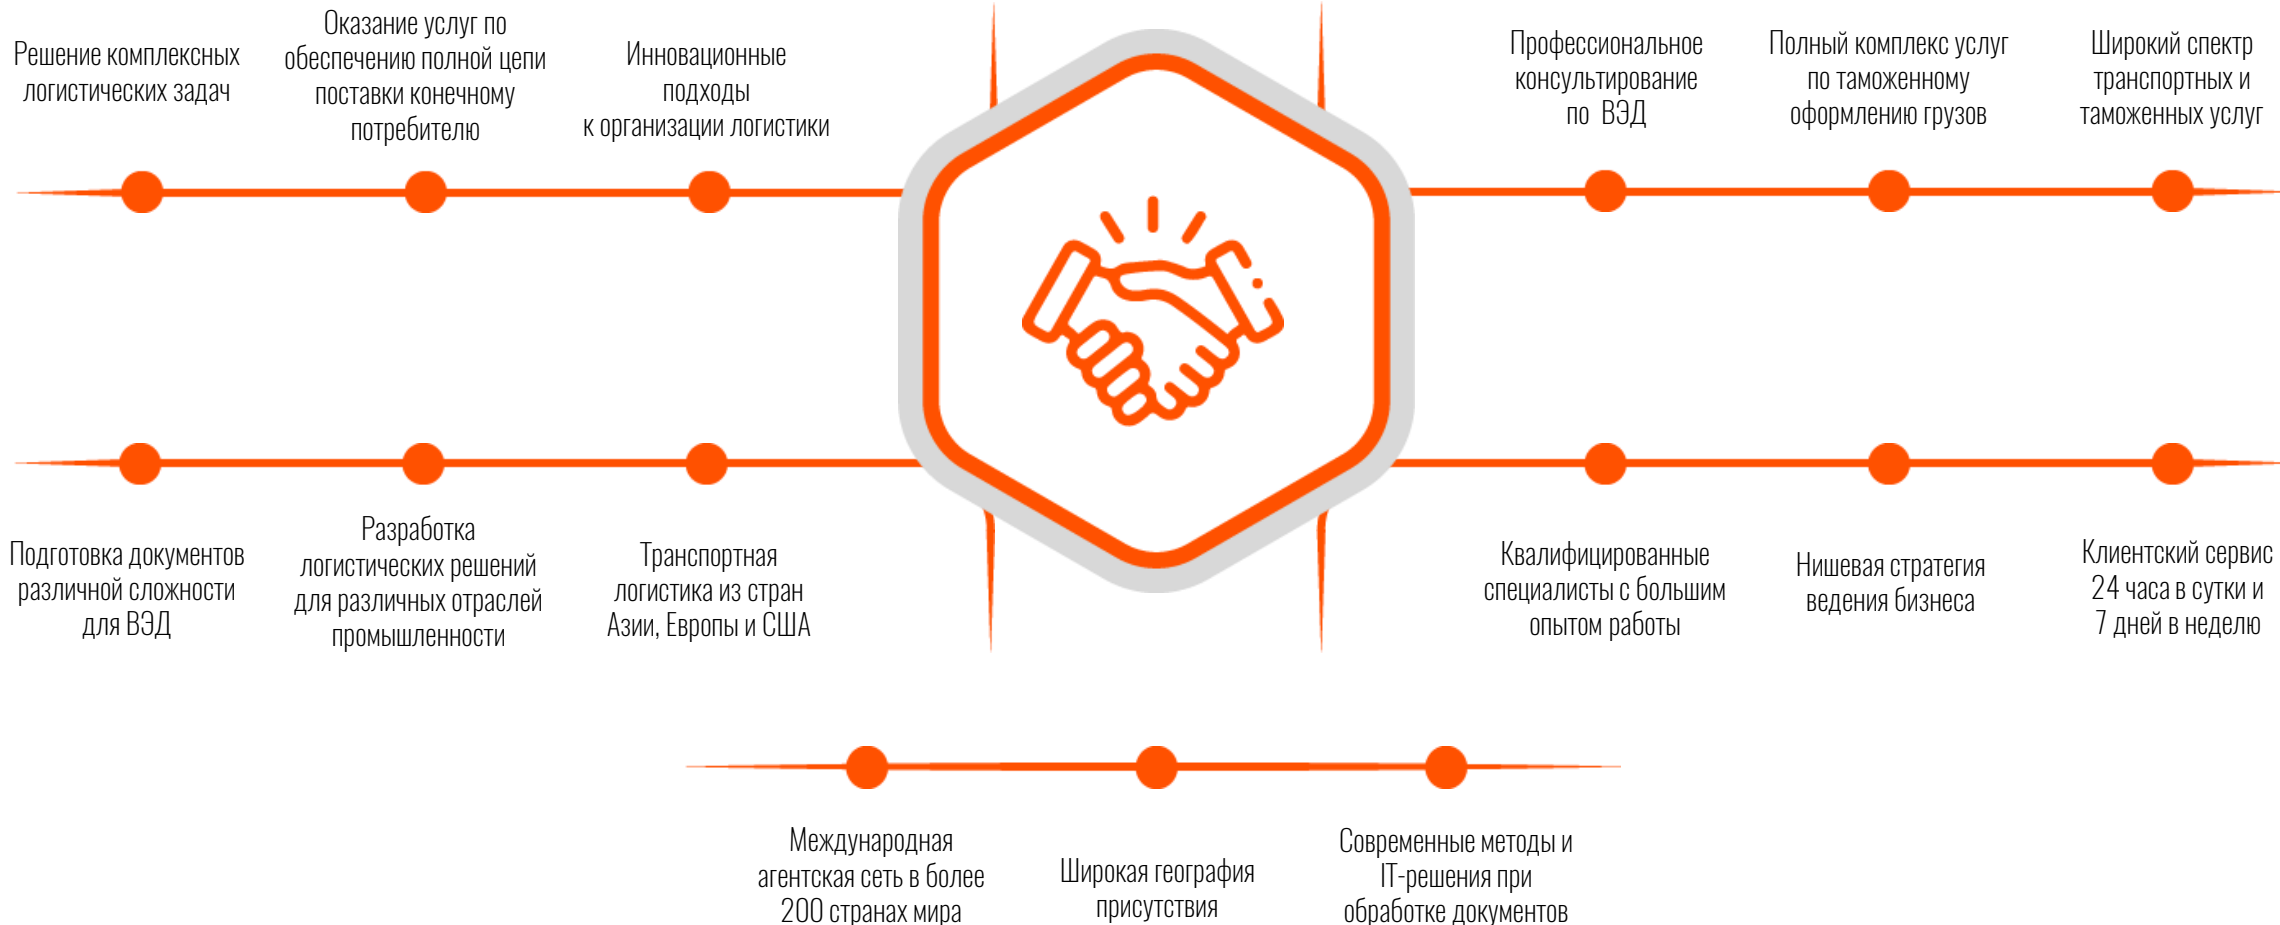 Решение комплексных
логистических задач
Оказание услуг по
обеспечению полной цепи
поставки конечному
потребителю
Инновационные
подходы
к организации логистики
Профессиональное
консультирование
по ВЭД
Полный комплекс услуг
по таможенному
оформлению грузов
Широкий спектр
транспортных и
таможенных услуг
Подготовка документов
различной сложности
для ВЭД
Разработка
логистических решений
для различных отраслей
промышленности
Транспортная
логистика из стран
Азии, Европы и США
Квалифицированные
специалисты с большим
опытом работы
Нишевая стратегия
ведения бизнеса
Клиентский сервис
24 часа в сутки и
7 дней в неделю
Международная
агентская сеть в более
200 странах мира
Широкая география
присутствия
Современные методы и
IT-решения при
обработке документов